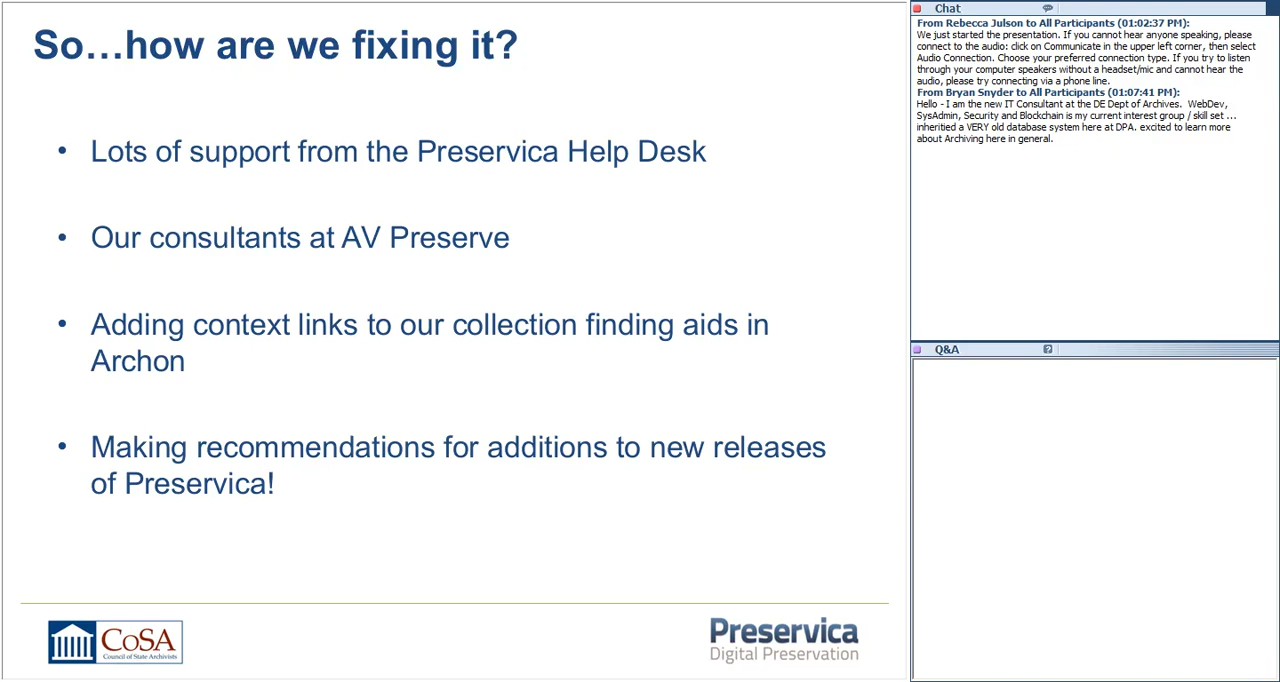 So…how are we fixing it?
• Lots of support from the Preservica Help Desk
• Our consultants at AV Preserve
• Adding context links to our collection finding aids in
Archon
• Making recommendations for additions to new releases
of Preservica!
CoSA
Council of State Archivists
Preservica
Digital Preservation
Chat
From Rebecca Julson to All Participants (01:02:37 PM):
We just started the presentation. If you cannot hear anyone speaking, please
connect to the audio: click on Communicate in the upper left corner, then select
Audio Connection. Choose your preferred connection type. If you try to listen
through your computer speakers without a headset/mic and cannot hear the
audio, please try connecting via a phone line.
From Bryan Snyder to All Participants (01:07:41 PM):
Hello - I am the new IT Consultant at the DE Dept of Archives.  WebDev,
SysAdmin, Security and Blockchain is my current interest group / skill set ...
inheritied a VERY old database system here at DPA. excited to learn more
about Archiving here in general.
Q&A